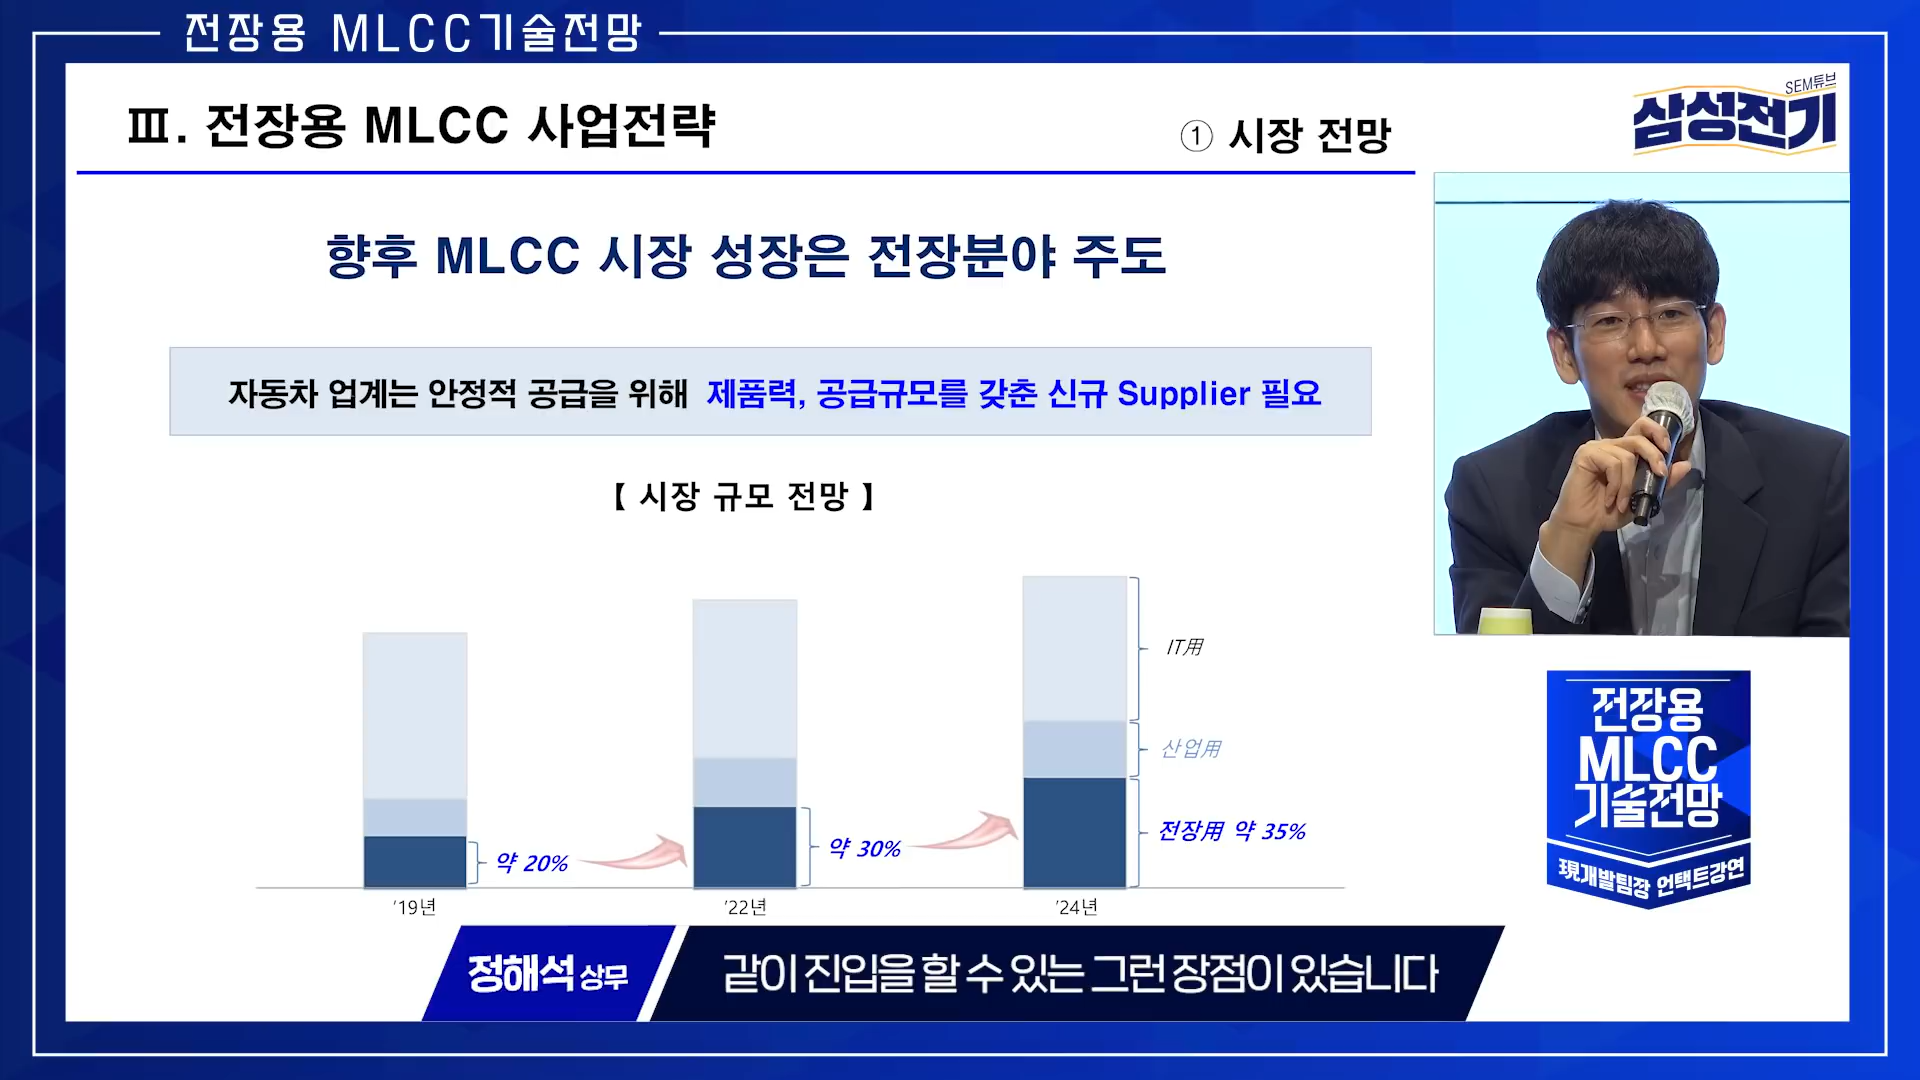 전장용 MLCC기술전망
SEM튜브
삼성전기
Ⅲ. 전장용 MLCC 사업전략
① 시장 전망
향후 MLCC 시장 성장은 전장분야 주도
자동차 업계는 안정적 공급을 위해 제품력, 공급규모를 갖춘 신규 Supplier 필요
【 시장 규모 전망 】
IT用
산업用
전장用 약 35%
약 30%
약 20%
'19년
'22년
'24년
전장용
MLCC
기술전망
現개발팀장 언택트강연
정해석 상무
같이 진입을 할 수 있는 그런 장점이 있습니다